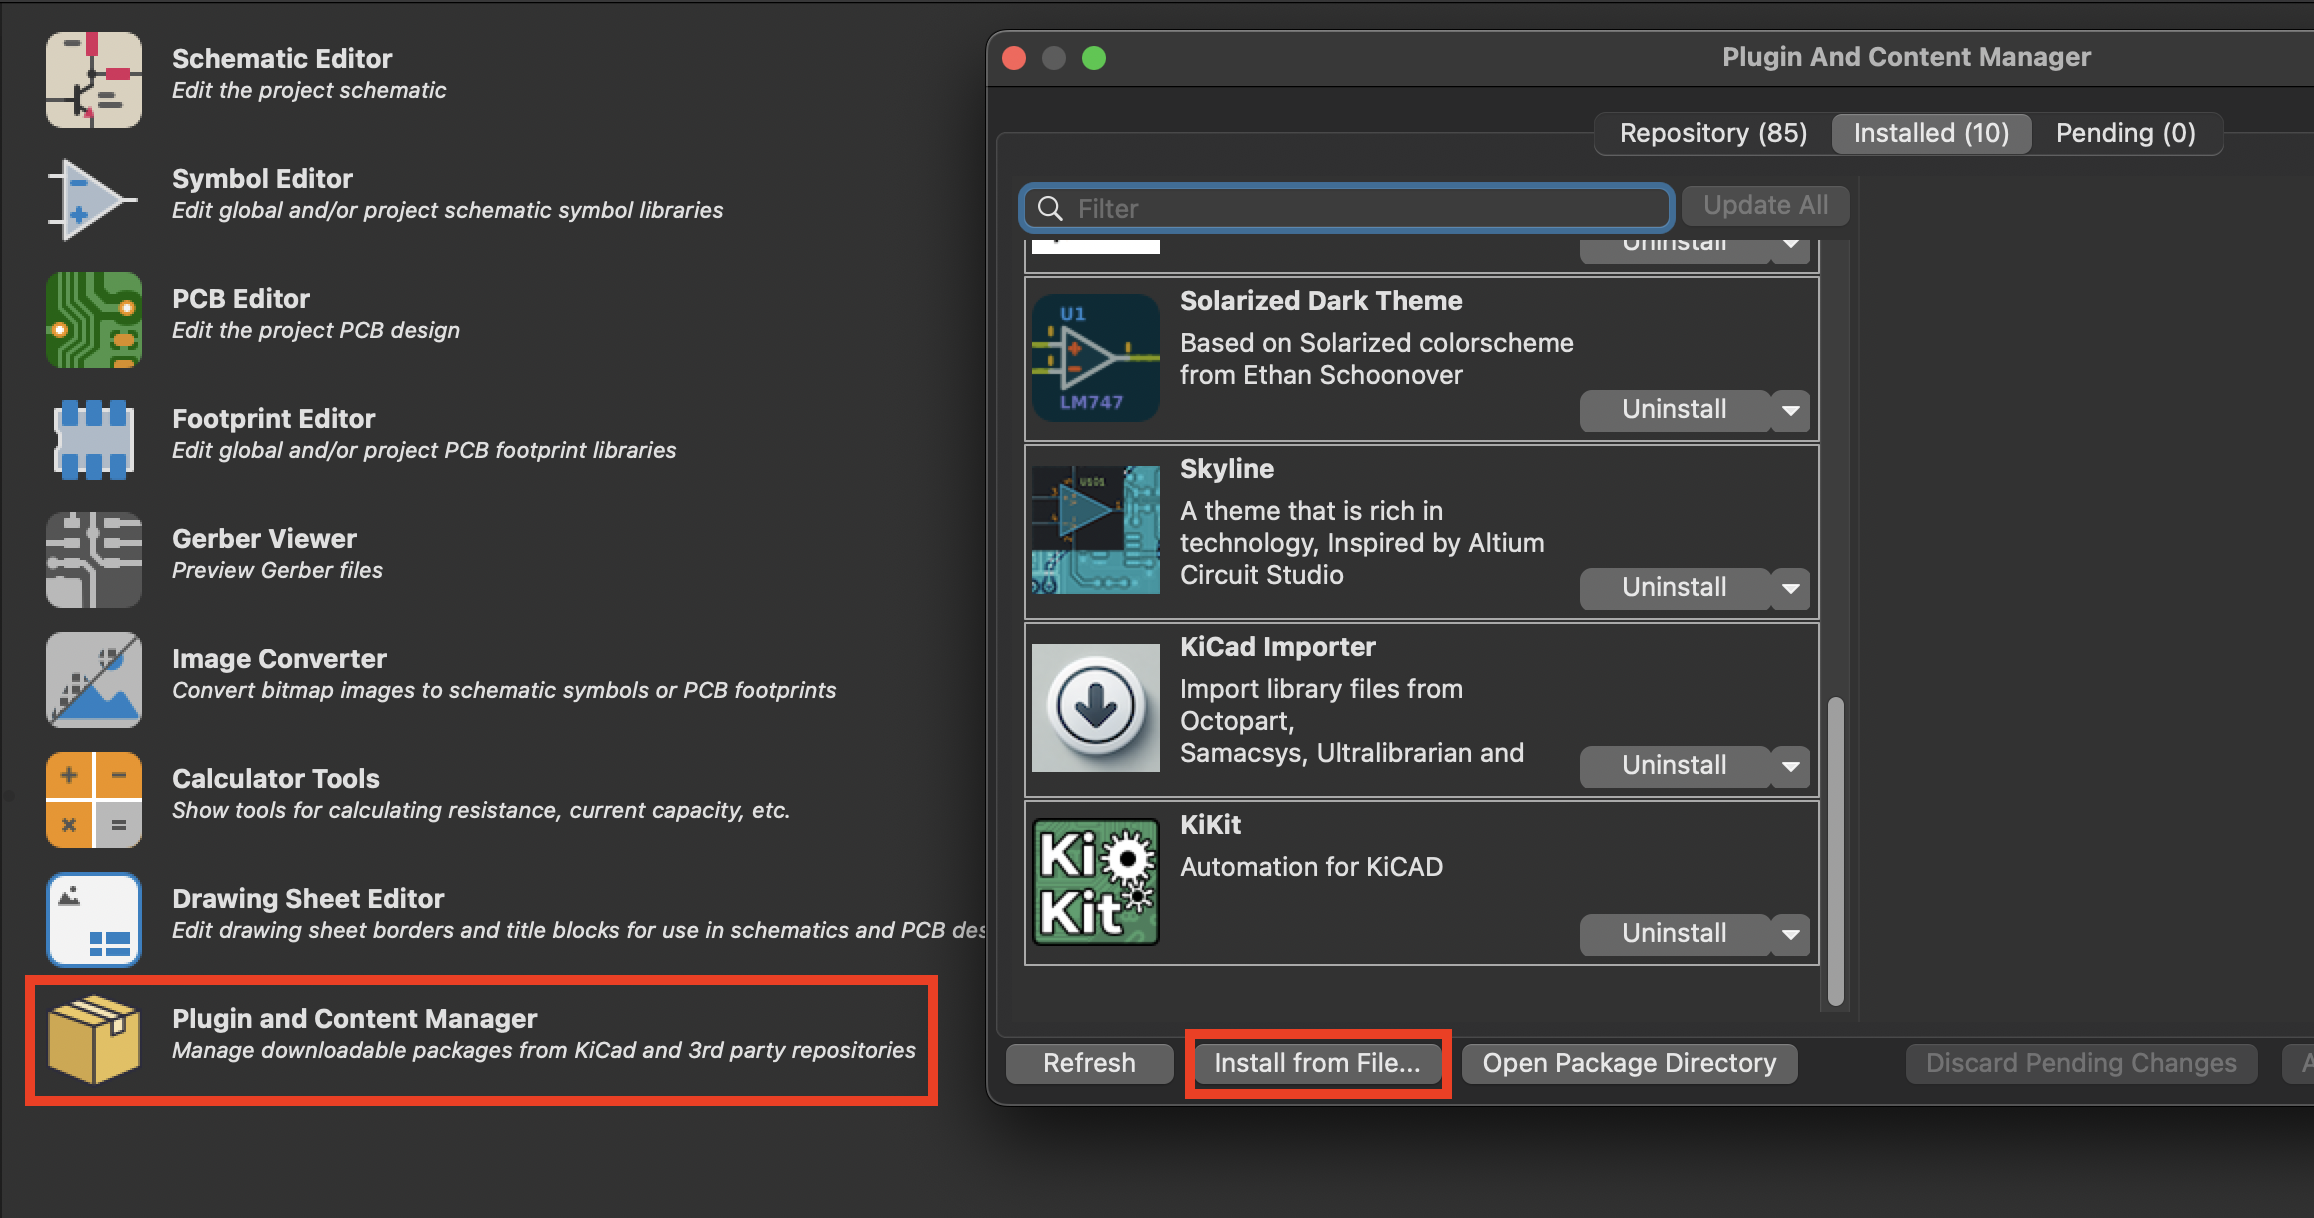 Schematic Editor
Edit the project schematic
Symbol Editor
Edit global and/or project schematic symbol libraries
PCB Editor
Edit the project PCB design
Footprint Editor
Edit global and/or project PCB footprint libraries
Gerber Viewer
Preview Gerber files
Image Converter
Convert bitmap images to schematic symbols or PCB footprints
Calculator Tools
Show tools for calculating resistance, current capacity, etc.
Drawing Sheet Editor
Edit drawing sheet borders and title blocks for use in schematics and PCB des
Plugin and Content Manager
Manage downloadable packages from KiCad and 3rd party repositories
Plugin And Content Manager
Repository (85) Installed (10) Pending (0)
Filter
Update All
Uninstall
U1
LM747
Solarized Dark Theme
Based on Solarized colorscheme
from Ethan Schoonover
Uninstall
Skyline
A theme that is rich in
technology, Inspired by Altium
Circuit Studio
Uninstall
KiCad Importer
Import library files from
Octopart,
Samacsys, Ultralibrarian and
Uninstall
Ki
Kit
KiKit
Automation for KiCAD
Uninstall
Refresh Install from File... Open Package Directory Discard Pending Changes